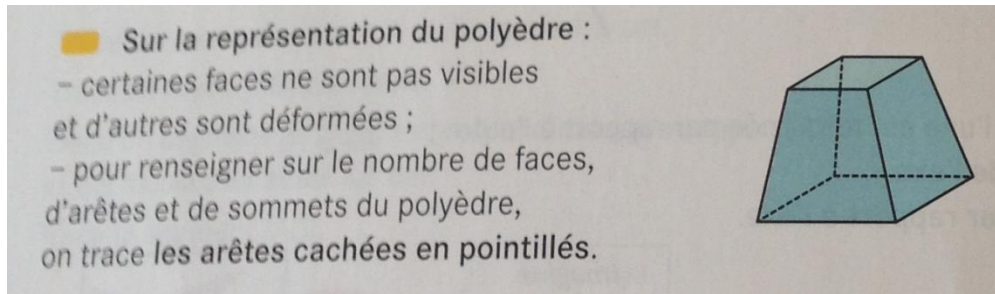 Sur la représentation du polyèdre :
– certaines faces ne sont pas visibles
et d'autres sont déformées ;
– pour renseigner sur le nombre de faces,
d'arêtes et de sommets du polyèdre,
on trace les arêtes cachées en pointillés.